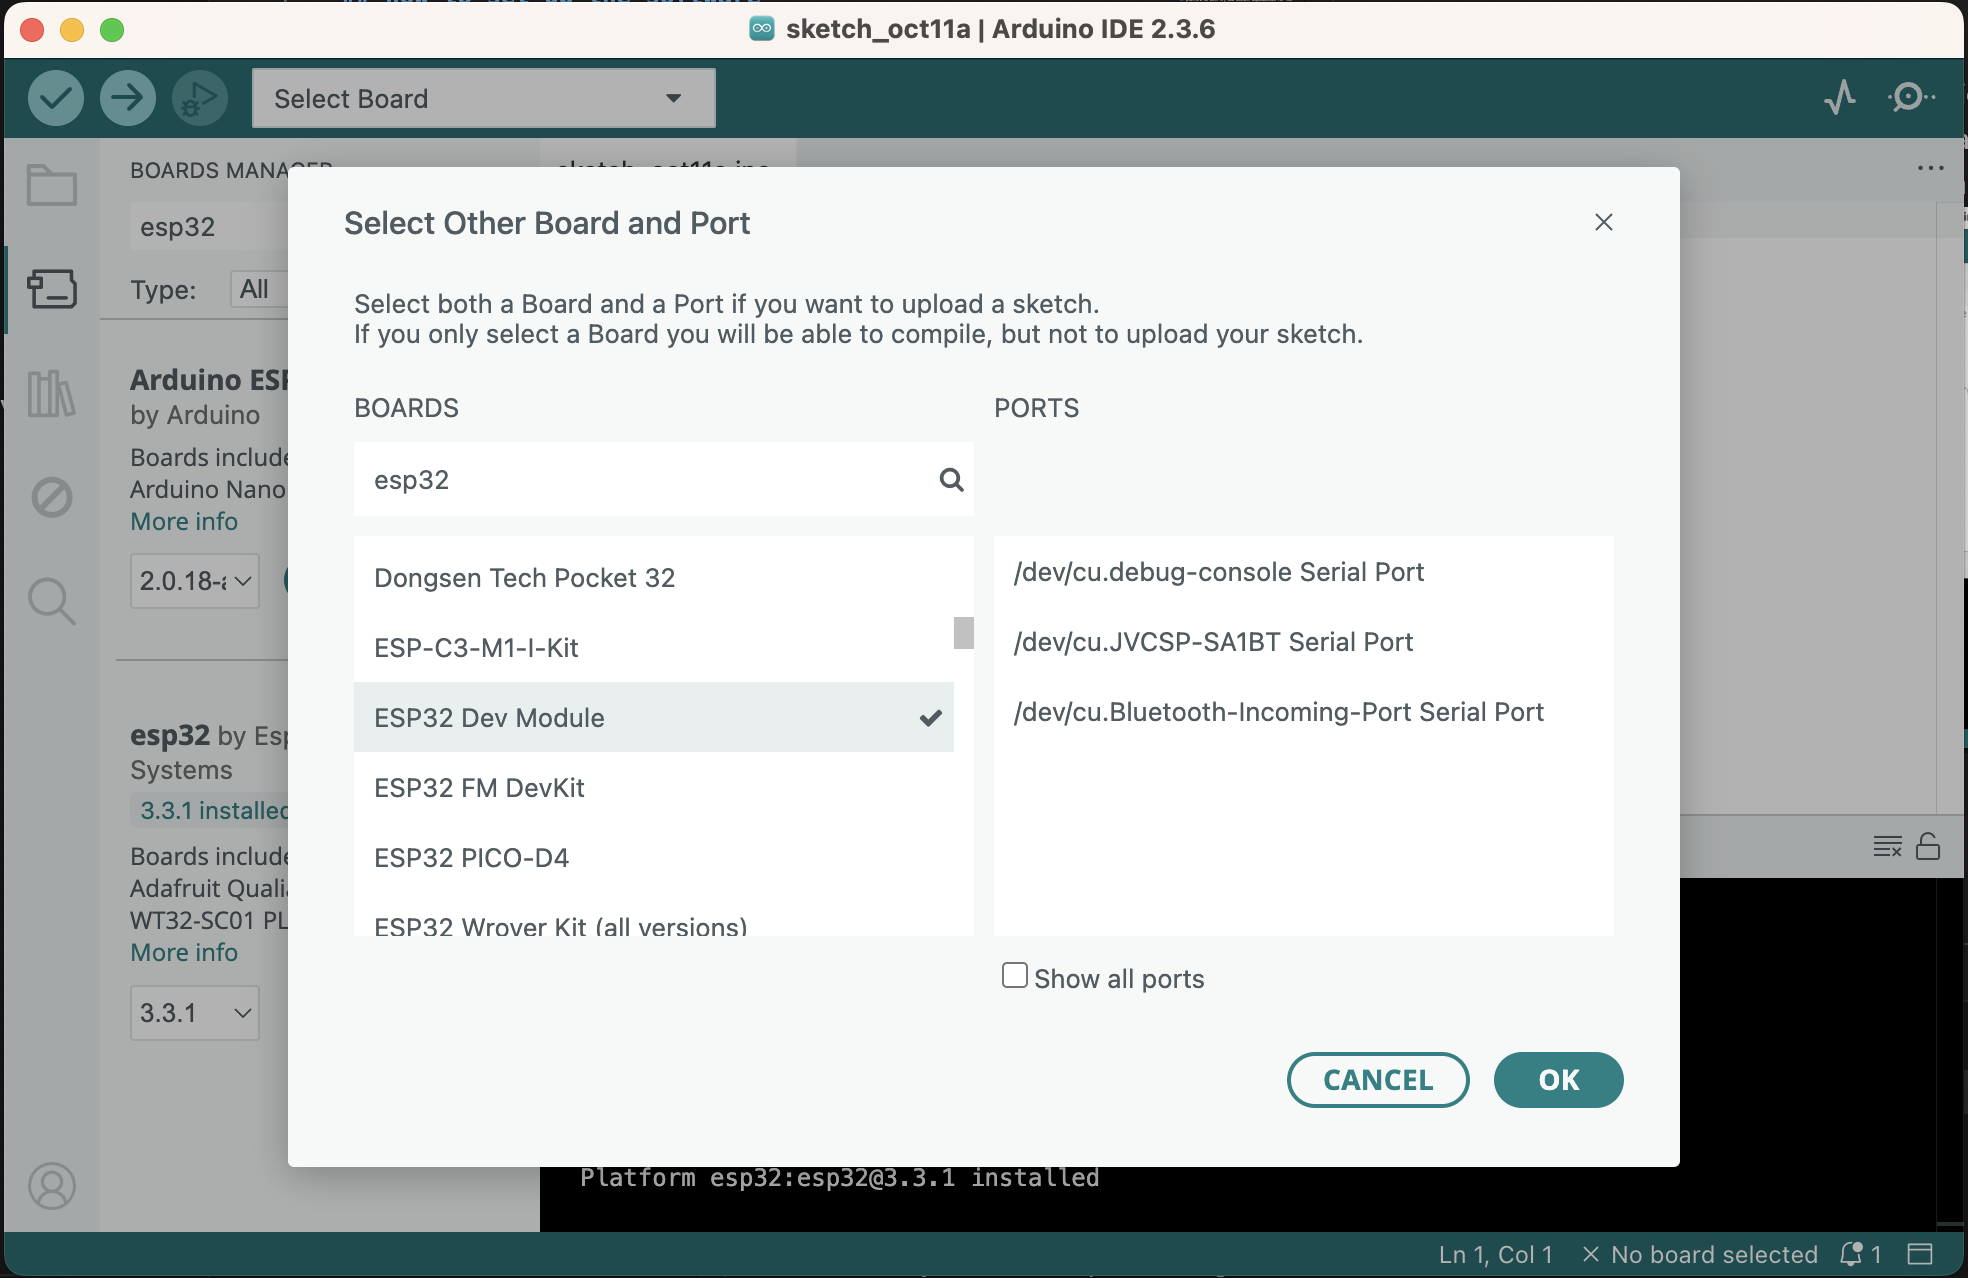 sketch_oct11a | Arduino IDE 2.3.6
Select Board
BOARDS MANAGER
esp32
Type: All
Arduino ESP
by Arduino
Boards include
Arduino Nano
More info
2.0.18-a
esp32 by Esp
Systems
3.3.1 installed
Boards include
Adafruit Quali
WT32-SC01 PL
More info
3.3.1
sketch_oct11a.ino
Select Other Board and Port
Select both a Board and a Port if you want to upload a sketch.
If you only select a Board you will be able to compile, but not to upload your sketch.
BOARDS
esp32
Dongsen Tech Pocket 32
ESP-C3-M1-I-Kit
ESP32 Dev Module
ESP32 FM DevKit
ESP32 PICO-D4
ESP32 Wrover Kit (all versions)
PORTS
/dev/cu.debug-console Serial Port
/dev/cu.JVCSP-SA1BT Serial Port
/dev/cu.Bluetooth-Incoming-Port Serial Port
Show all ports
CANCEL
OK
Platform esp32:esp32@3.3.1 installed
Ln 1, Col 1
No board selected
1